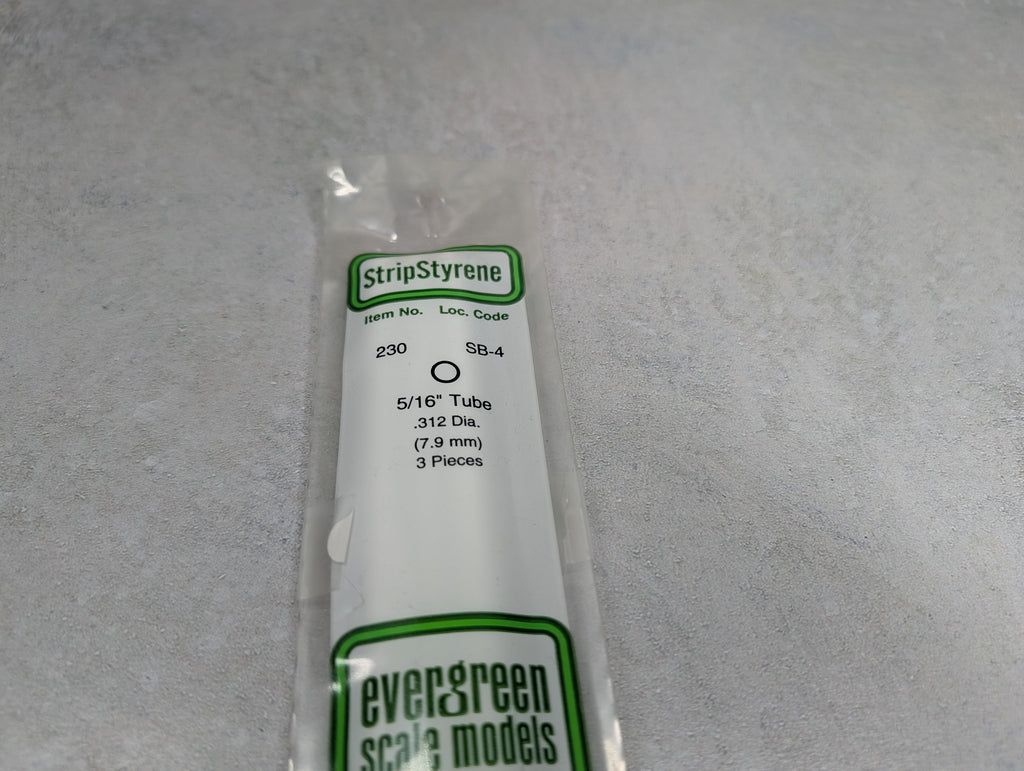 StripStyrene
Item No. Loc. Code
230 SB-4
5/16" Tube
.312 Dia.
(7.9 mm)
3 Pieces
evergreen
scale models